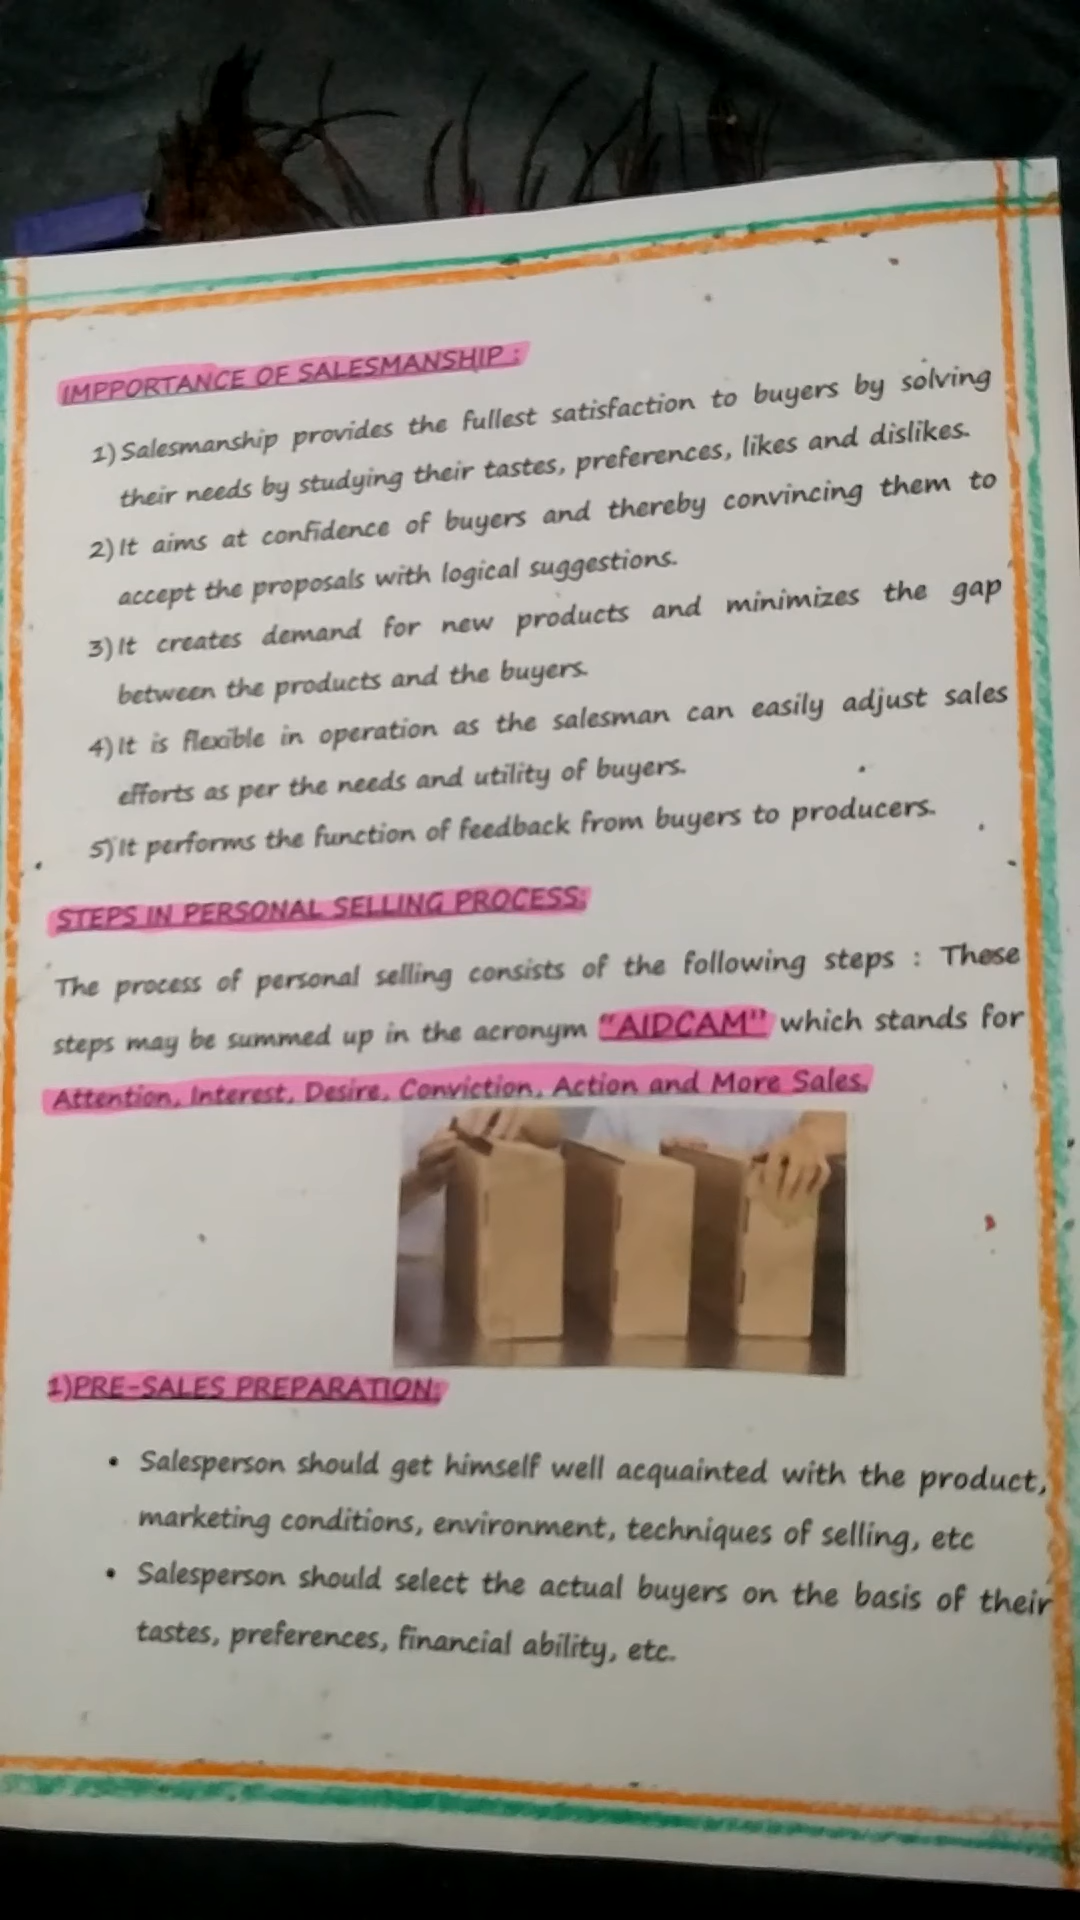 IMPPORTANCE OF SALESMANSHIP :
1) Salesmanship provides the fullest satisfaction to buyers by solving
their needs by studying their tastes, preferences, likes and dislikes.
2) It aims at confidence of buyers and thereby convincing them to
accept the proposals with logical suggestions.
3) It creates demand for new products and minimizes the gap
between the products and the buyers.
4) It is flexible in operation as the salesman can easily adjust sales
efforts as per the needs and utility of buyers.
5) It performs the function of feedback from buyers to producers.
STEPS IN PERSONAL SELLING PROCESS:
The process of personal selling consists of the following steps : These
steps may be summed up in the acronym "AIDCAM" which stands for
Attention, Interest, Desire, Conviction, Action and More Sales.
1)PRE-SALES PREPARATION:
• Salesperson should get himself well acquainted with the product,
marketing conditions, environment, techniques of selling, etc
• Salesperson should select the actual buyers on the basis of their
tastes, preferences, financial ability, etc.